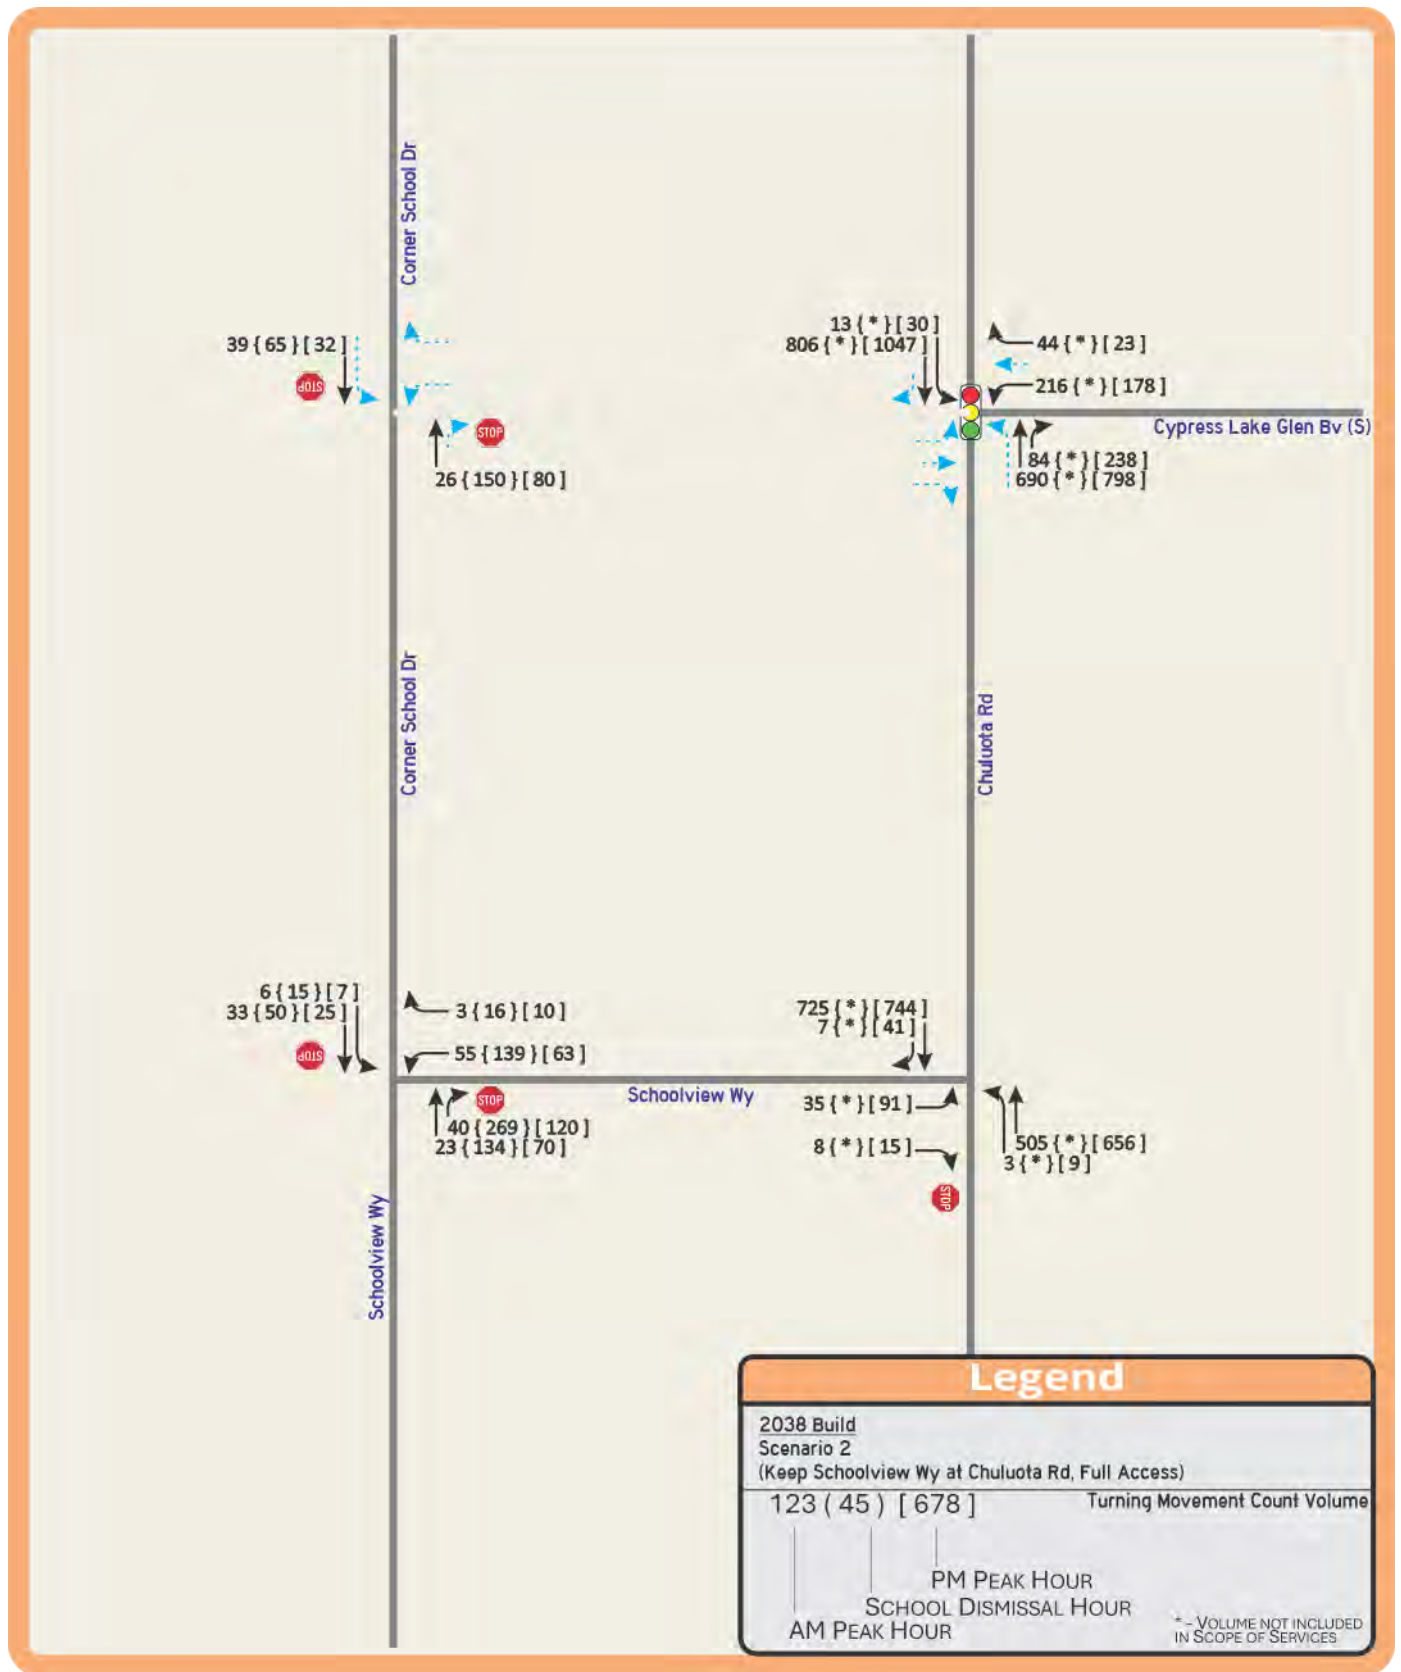 Corner School Dr
13 { * } [ 30 ]
39 { 65 } [ 32 ]
806 { * } [ 1047 ]
44 { * } [ 23 ]
STOP
216 { * } [ 178 ]
Cypress Lake Glen Bv (S)
STOP
84 { * } [ 238 ]
26 { 150 } [ 80 ]
690 { * } [ 798 ]
Corner School Dr
Chuluota Rd
6 { 15 } [ 7 ]
33 { 50 } [ 25 ]
3 { 16 } [ 10 ]
725 { * } [ 744 ]
7 { * } [ 41 ]
STOP
55 { 139 } [ 63 ]
Schoolview Wy
STOP
35 { * } [ 91 ]
40 { 269 } [ 120 ]
23 { 134 } [ 70 ]
8 { * } [ 15 ]
505 { * } [ 656 ]
3 { * } [ 9 ]
STOP
Schoolview Wy
Legend
2038 Build
Scenario 2
(Keep Schoolview Wy at Chuluota Rd, Full Access)
123 ( 45 ) [ 678 ]
Turning Movement Count Volume
PM PEAK HOUR
SCHOOL DISMISSAL HOUR
AM PEAK HOUR
* - VOLUME NOT INCLUDED
IN SCOPE OF SERVICES